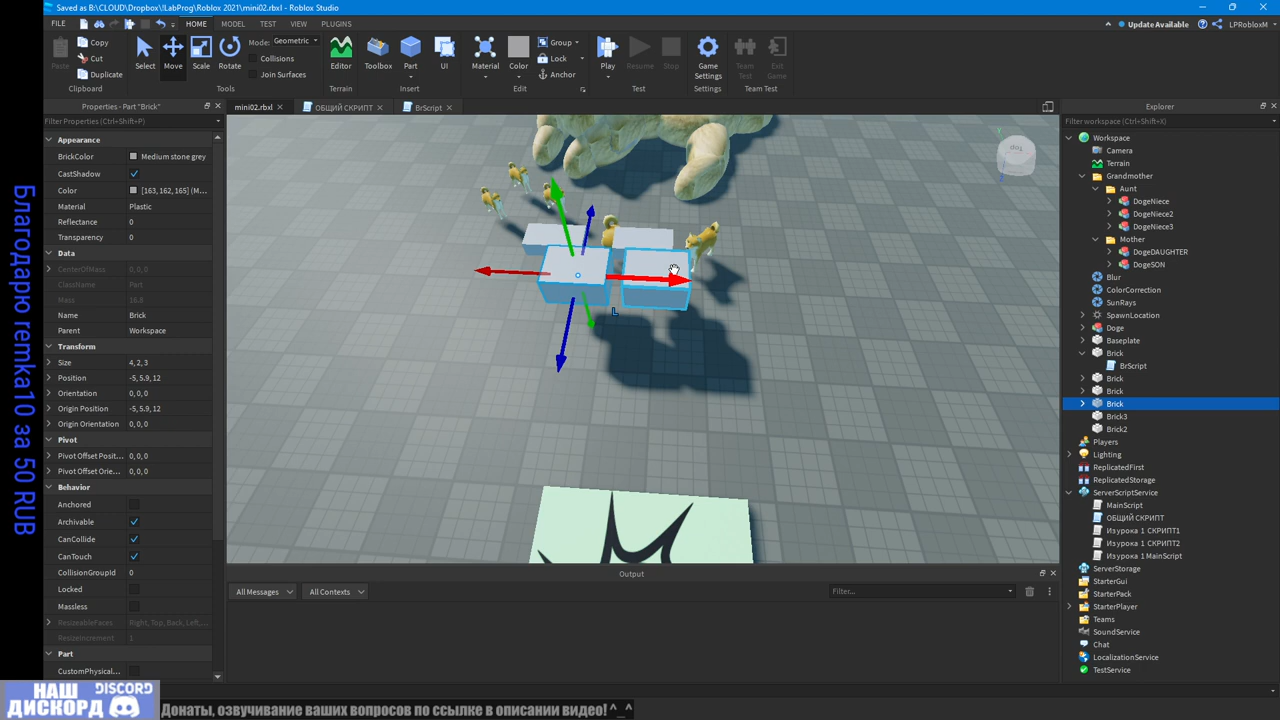 Saved as B:\CLOUD\Dropbox\!LabProg\Roblox 2021\mini02.rbxl - Roblox Studio
FILE HOME MODEL TEST VIEW PLUGINS Update Available LPRobloxM
Paste Copy Cut Duplicate Clipboard
Select Move Scale Rotate Mode: Geometric Collisions Join Surfaces Tools
Editor Terrain
Toolbox Part UI Insert
Material Color Group Lock Anchor Edit
Play Resume Stop Test
Game Settings Settings
Team Test Exit Game Team Test
Properties - Part "Brick"
Filter Properties (Ctrl+Shift+P)
Appearance
BrickColor Medium stone grey
CastShadow
Color [163, 162, 165] (M...
Material Plastic
Reflectance 0
Transparency 0
Data
CenterOfMass 0, 0, 0
ClassName Part
Mass 16.8
Name Brick
Parent Workspace
Transform
Size 4, 2, 3
Position -5, 5.9, 12
Orientation 0, 0, 0
Origin Position -5, 5.9, 12
Origin Orientation 0, 0, 0
Pivot
Pivot Offset Posit... 0, 0, 0
Pivot Offset Orie... 0, 0, 0
Behavior
Anchored
Archivable
CanCollide
CanTouch
CollisionGroupId 0
Locked
Massless
ResizeableFaces Right, Top, Back, Left,...
ResizeIncrement 1
Part
CustomPhysical...
mini02.rbxl ОБЩИЙ СКРИПТ BrScript
L
Output
All Messages All Contexts Filter...
Explorer
Filter workspace (Ctrl+Shift+X)
Workspace
Camera
Terrain
Grandmother
Aunt
DogeNiece
DogeNiece2
DogeNiece3
Mother
DogeDAUGHTER
DogeSON
Blur
ColorCorrection
SunRays
SpawnLocation
Doge
Baseplate
Brick
BrScript
Brick
Brick
Brick
Brick3
Brick2
Players
Lighting
ReplicatedFirst
ReplicatedStorage
ServerScriptService
MainScript
ОБЩИЙ СКРИПТ
Из урока 1 СКРИПТ1
Из урока 1 СКРИПТ2
Из урока 1 MainScript
ServerStorage
StarterGui
StarterPack
StarterPlayer
Teams
SoundService
Chat
LocalizationService
TestService
Благодарю remka10 за 50 RUB
НАШ ДИСКОРД DISCORD
Донаты, озвучивание ваших вопросов по ссылке в описании видео! ^_^